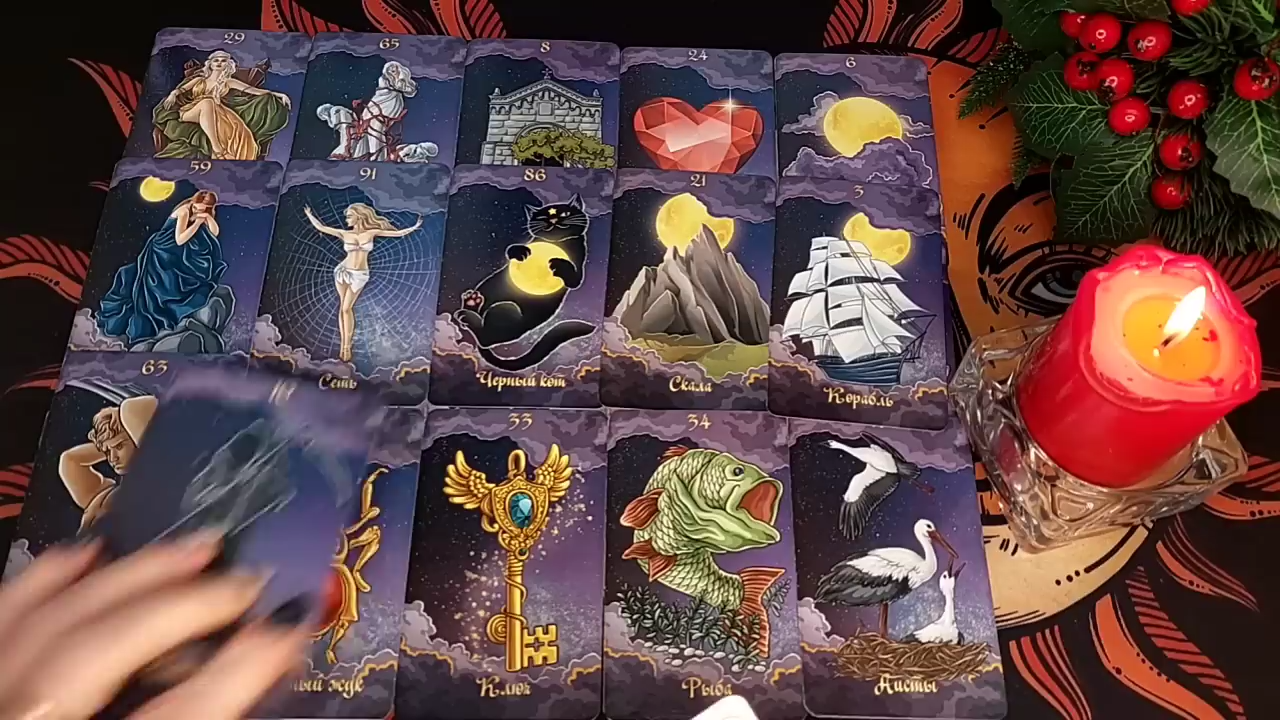 29
65
8
24
6
59
91
86
21
3
Сеть
Черный кот
Скала
Корабль
63
33
34
жук
Ключ
Рыба
Аисты